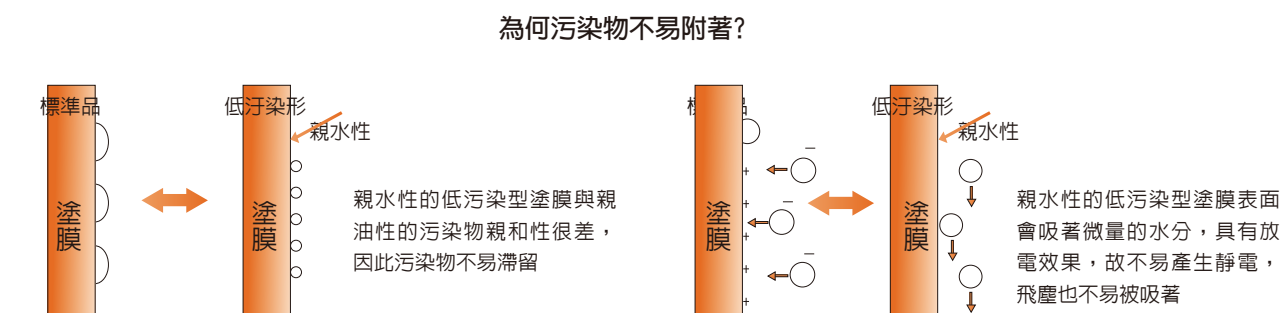 為何污染物不易附著?
標準品
低汙染形
親水性
塗膜
塗膜
親水性的低污染型塗膜與親
油性的污染物親和性很差，
因此污染物不易滯留
品
低汙染形
親水性
塗膜
塗膜
親水性的低污染型塗膜表面
會吸著微量的水分，具有放
電效果，故不易產生靜電，
飛塵也不易被吸著